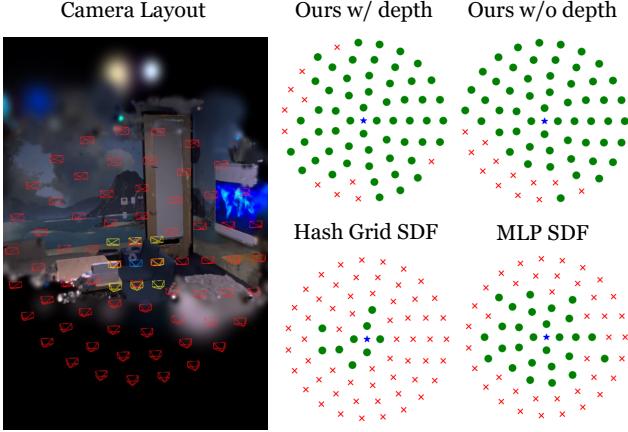 Camera Layout
Ours w/ depth
Ours w/o depth
Hash Grid SDF
MLP SDF